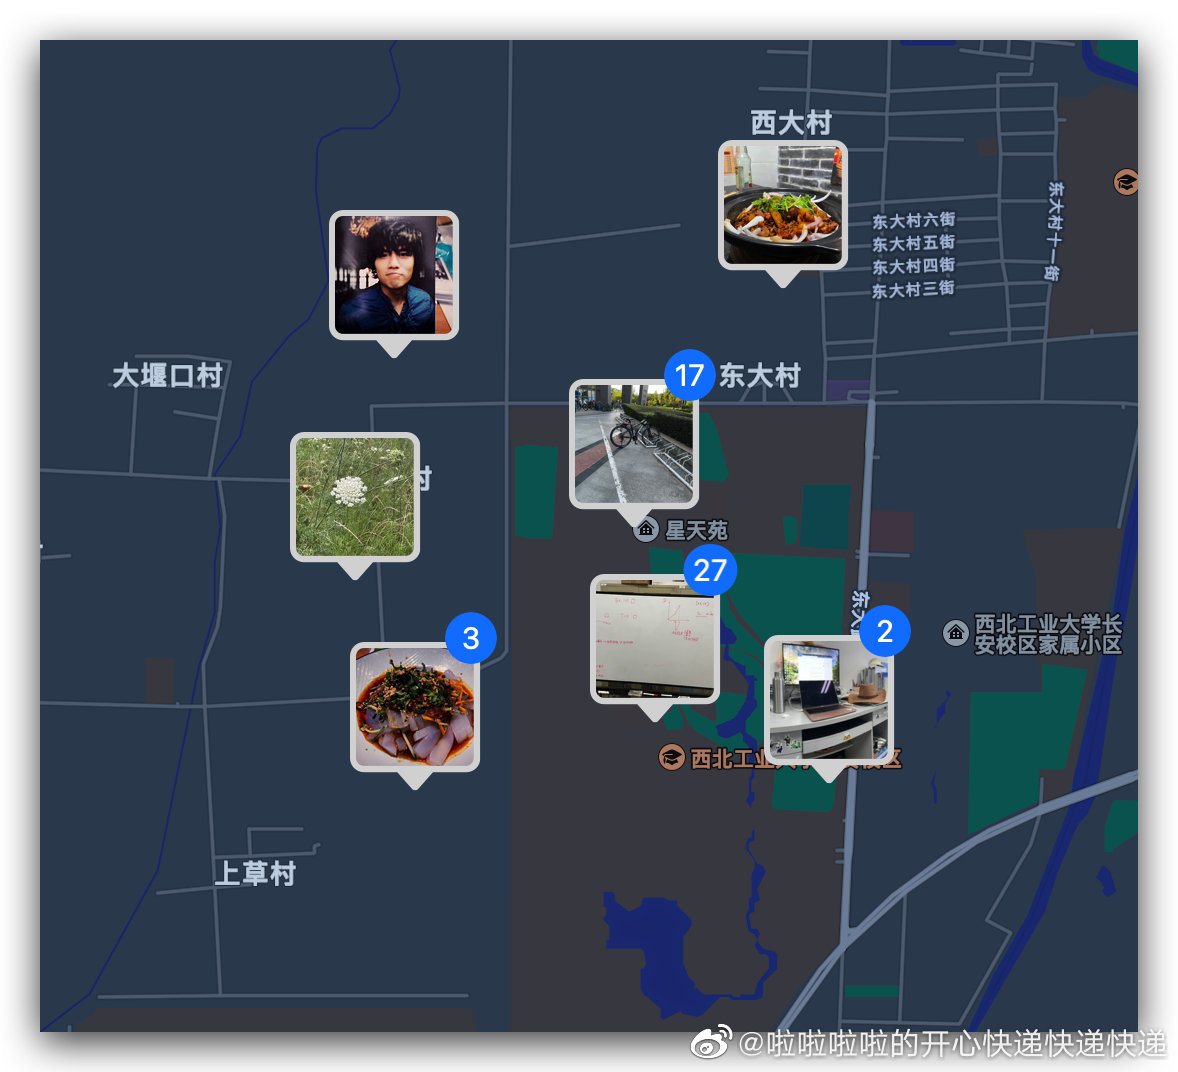 西大村
东大村六街
东大村五街
东大村四街
东大村三街
东大村十一街
大堰口村
17
东大村
村
星天苑
27
东大
3
2
西北工业大学长
安校区家属小区
西北工业
校区
上草村
@啦啦啦啦的开心快递快递快递